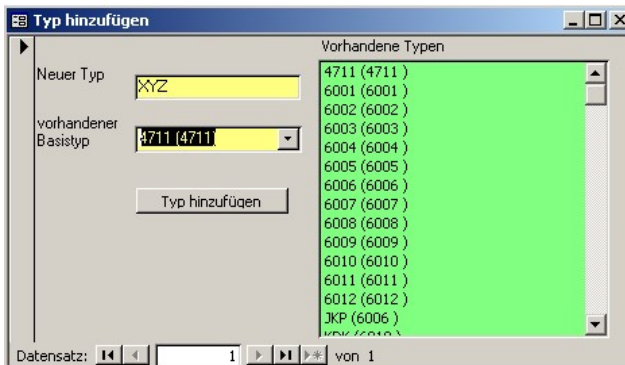 Typ hinzufügen
Vorhandene Typen
Neuer Typ
XYZ
vorhandener
Basistyp
4711 (4711)
Typ hinzufügen
4711 (4711 )
6001 (6001 )
6002 (6002 )
6003 (6003 )
6004 (6004 )
6005 (6005 )
6006 (6006 )
6007 (6007 )
6008 (6008 )
6009 (6009 )
6010 (6010 )
6011 (6011 )
6012 (6012 )
JKP (6006 )
Datensatz: 1 von 1